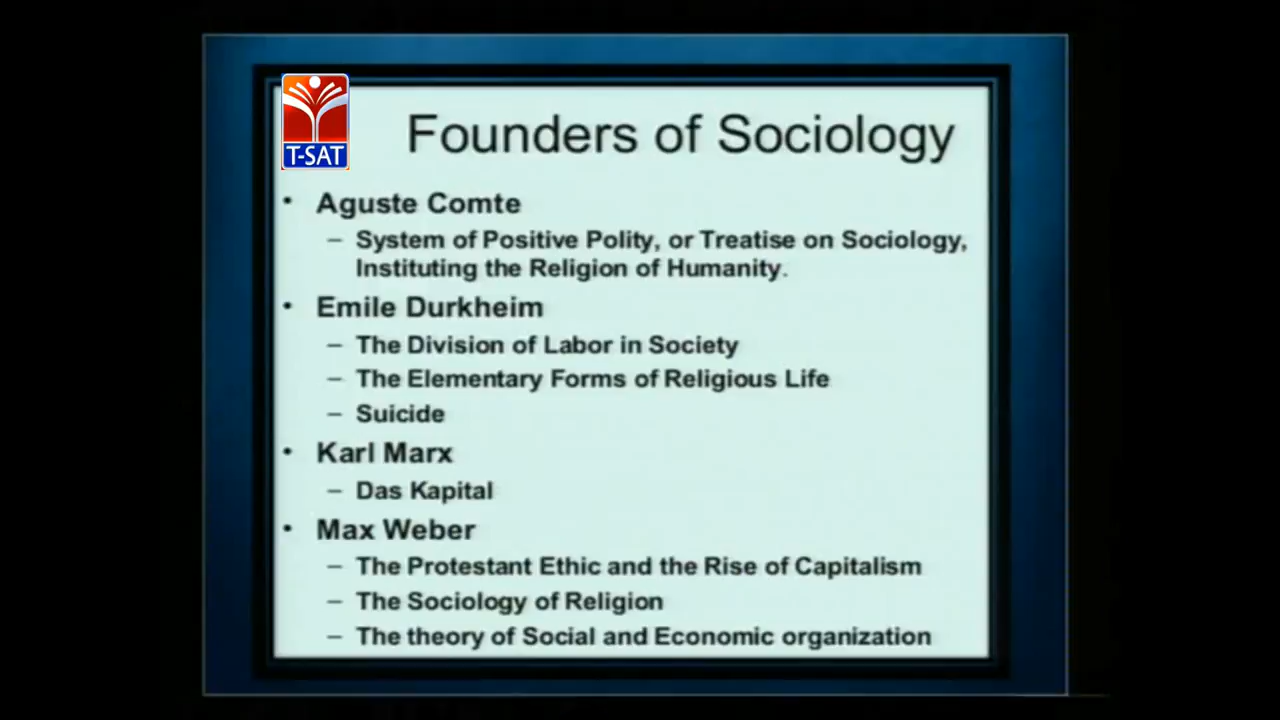 T-SAT
Founders of Sociology
• Aguste Comte
– System of Positive Polity, or Treatise on Sociology,
Instituting the Religion of Humanity.
• Emile Durkheim
– The Division of Labor in Society
– The Elementary Forms of Religious Life
– Suicide
• Karl Marx
– Das Kapital
• Max Weber
– The Protestant Ethic and the Rise of Capitalism
– The Sociology of Religion
– The theory of Social and Economic organization